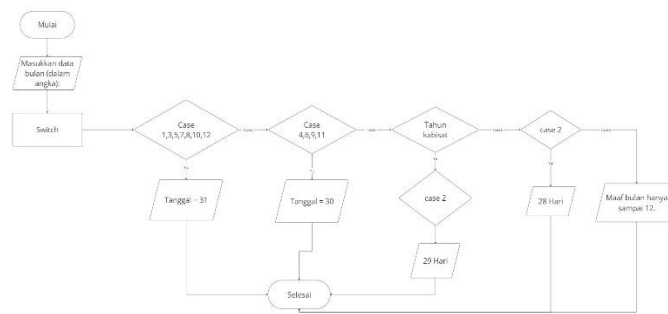 Mulai
Masukkan data
bulan (dalam
angka):
Switch
Case
1,3,5,7,8,10,12
Case
4,6,9,11
Tahun
kabisat
case 2
Tanggal = 31
Tanggal = 30
case 2
28 Hari
Maaf bulan hanya
sampai 12.
29 Hari
Selesai